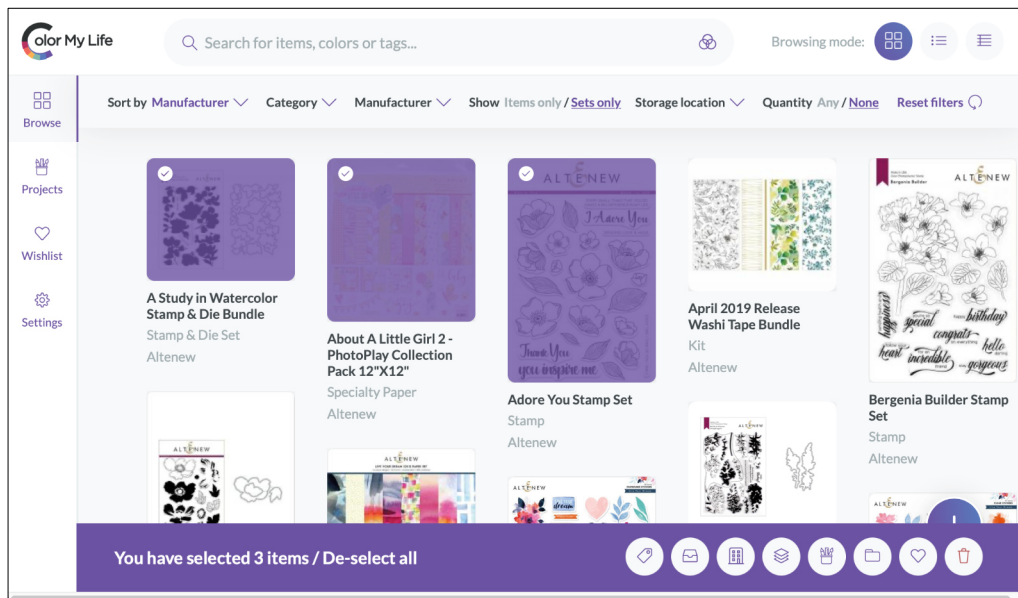 Color My Life
Search for items, colors or tags...
Browsing mode:
Browse
Projects
Wishlist
Settings
Sort by Manufacturer
Category
Manufacturer
Show Items only / Sets only
Storage location
Quantity Any / None
Reset filters
A Study in Watercolor
Stamp & Die Bundle
Stamp & Die Set
Altenew
About A Little Girl 2 -
PhotoPlay Collection
Pack 12"X12"
Specialty Paper
Altenew
ALTENEW
I Adore You
Thank You
you inspire me
Adore You Stamp Set
Stamp
Altenew
April 2019 Release
Washi Tape Bundle
Kit
Altenew
Bergenia Builder
ALTENEW
happiness
special
happy birthday
congrats
hello
heart
incredible
gorgeous
Bergenia Builder Stamp
Set
Stamp
Altenew
ALTENEW
ALTENEW
ALTENEW
dream
ALTENEW
ALTENEW
You have selected 3 items / De-select all